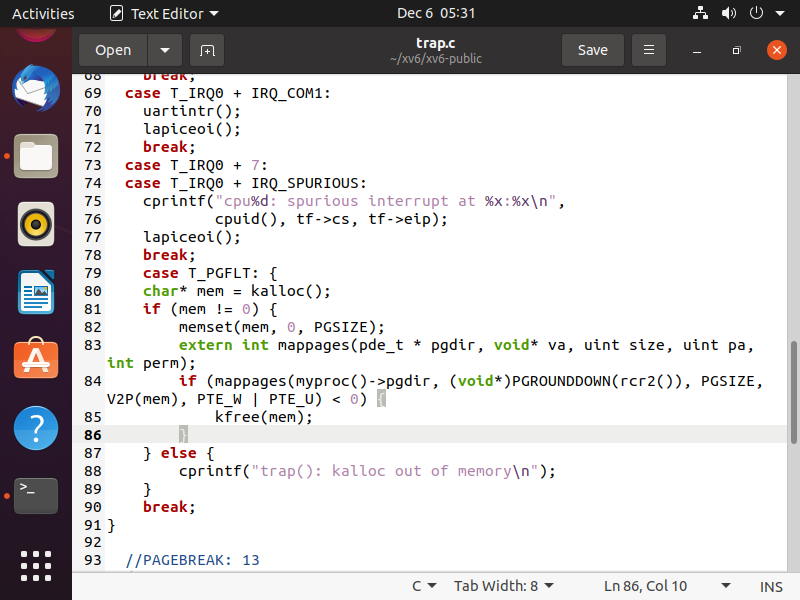 Activities
Text Editor
Dec 6 05:31
Open
trap.c
~/xv6/xv6-public
Save
68 break;
69 case T_IRQ0 + IRQ_COM1:
70 uartintr();
71 lapiceoi();
72 break;
73 case T_IRQ0 + 7:
74 case T_IRQ0 + IRQ_SPURIOUS:
75 cprintf("cpu%d: spurious interrupt at %x:%x\n",
76 cpuid(), tf->cs, tf->eip);
77 lapiceoi();
78 break;
79 case T_PGFLT: {
80 char* mem = kalloc();
81 if (mem != 0) {
82 memset(mem, 0, PGSIZE);
83 extern int mappages(pde_t * pgdir, void* va, uint size, uint pa,
int perm);
84 if (mappages(myproc()->pgdir, (void*)PGROUNDDOWN(rcr2()), PGSIZE,
V2P(mem), PTE_W | PTE_U) < 0) {
85 kfree(mem);
86 }
87 } else {
88 cprintf("trap(): kalloc out of memory\n");
89 }
90 break;
91 }
92
93 //PAGEBREAK: 13
C
Tab Width: 8
Ln 86, Col 10
INS